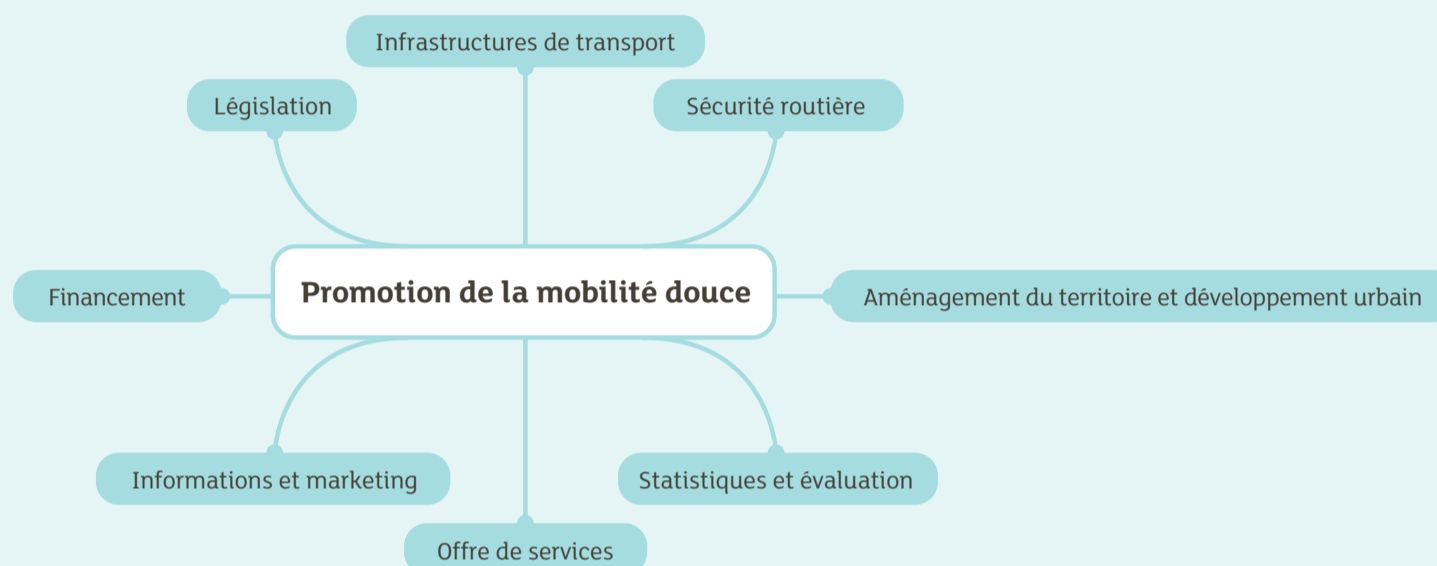 Infrastructures de transport
Législation
Sécurité routière
Financement
Promotion de la mobilité douce
Aménagement du territoire et développement urbain
Informations et marketing
Statistiques et évaluation
Offre de services